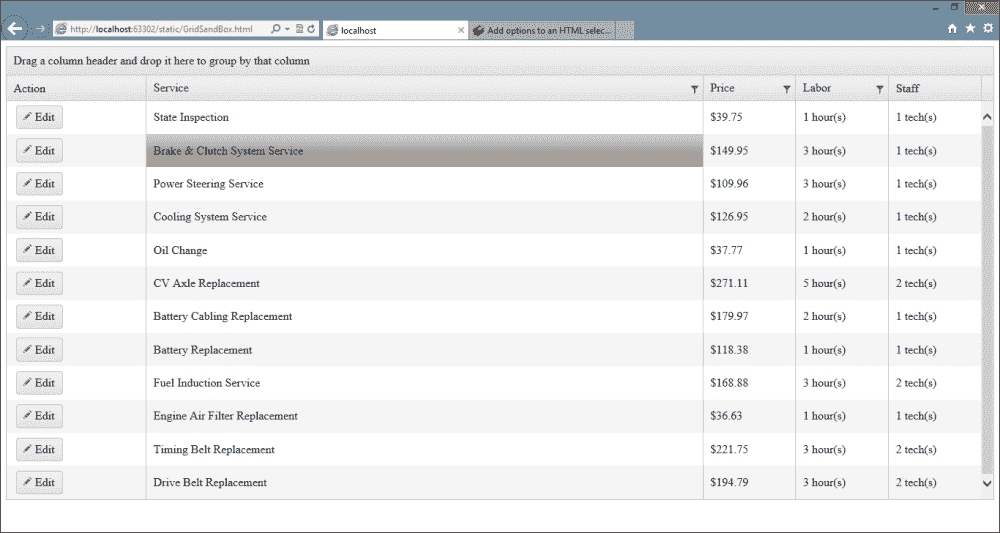 http://localhost:63302/static/GridSandBox.html localhost Add options to an HTML selec...
Drag a column header and drop it here to group by that column
Action Service Price Labor Staff
Edit State Inspection $39.75 1 hour(s) 1 tech(s)
Edit Brake & Clutch System Service $149.95 3 hour(s) 1 tech(s)
Edit Power Steering Service $109.96 3 hour(s) 1 tech(s)
Edit Cooling System Service $126.95 2 hour(s) 1 tech(s)
Edit Oil Change $37.77 1 hour(s) 1 tech(s)
Edit CV Axle Replacement $271.11 5 hour(s) 2 tech(s)
Edit Battery Cabling Replacement $179.97 2 hour(s) 1 tech(s)
Edit Battery Replacement $118.38 1 hour(s) 1 tech(s)
Edit Fuel Induction Service $168.88 3 hour(s) 2 tech(s)
Edit Engine Air Filter Replacement $36.63 1 hour(s) 1 tech(s)
Edit Timing Belt Replacement $221.75 3 hour(s) 2 tech(s)
Edit Drive Belt Replacement $194.79 3 hour(s) 2 tech(s)